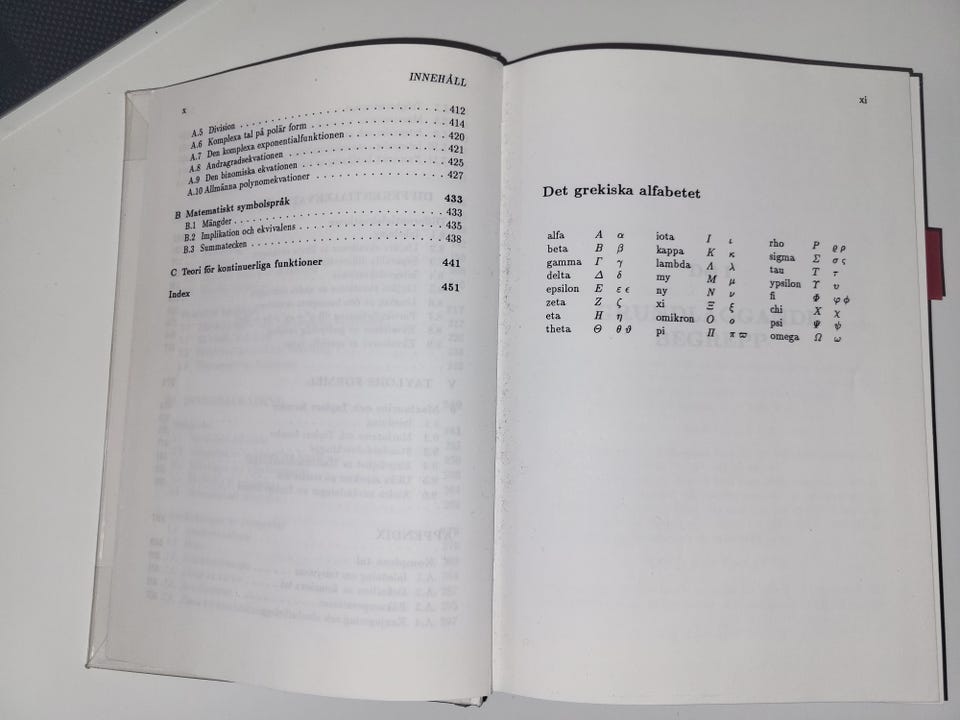 x
INNEHÅLL
A.5 Division . . . . . . . . . . . . . . . . . . . . . . 412
A.6 Komplexa tal på polär form . . . . . . . . . . . . . . 414
A.7 Den komplexa exponentialfunktionen . . . . . . . . . . 420
A.8 Andragradsekvationen . . . . . . . . . . . . . . . . . 421
A.9 Den binomiska ekvationen . . . . . . . . . . . . . . . 425
A.10 Allmänna polynomekvationer . . . . . . . . . . . . . . 427
B Matematiskt symbolspråk 433
B.1 Mängder . . . . . . . . . . . . . . . . . . . . . . . 433
B.2 Implikation och ekvivalens . . . . . . . . . . . . . . 435
B.3 Summatecken . . . . . . . . . . . . . . . . . . . . . 438
C Teori för kontinuerliga funktioner 441
Index 451
xi
Det grekiska alfabetet
alfa Α α
beta Β β
gamma Γ γ
delta Δ δ
epsilon Ε ε ϵ
zeta Ζ ζ
eta Η η
theta Θ θ ϑ
iota Ι ι
kappa Κ κ
lambda Λ λ
my Μ μ
ny Ν ν
xi Ξ ξ
omikron Ο ο
pi Π π ϖ
rho Ρ ϱ ρ
sigma Σ σ ς
tau Τ τ
ypsilon Υ υ
fi Φ φ ϕ
chi Χ χ
psi Ψ ψ
omega Ω ω